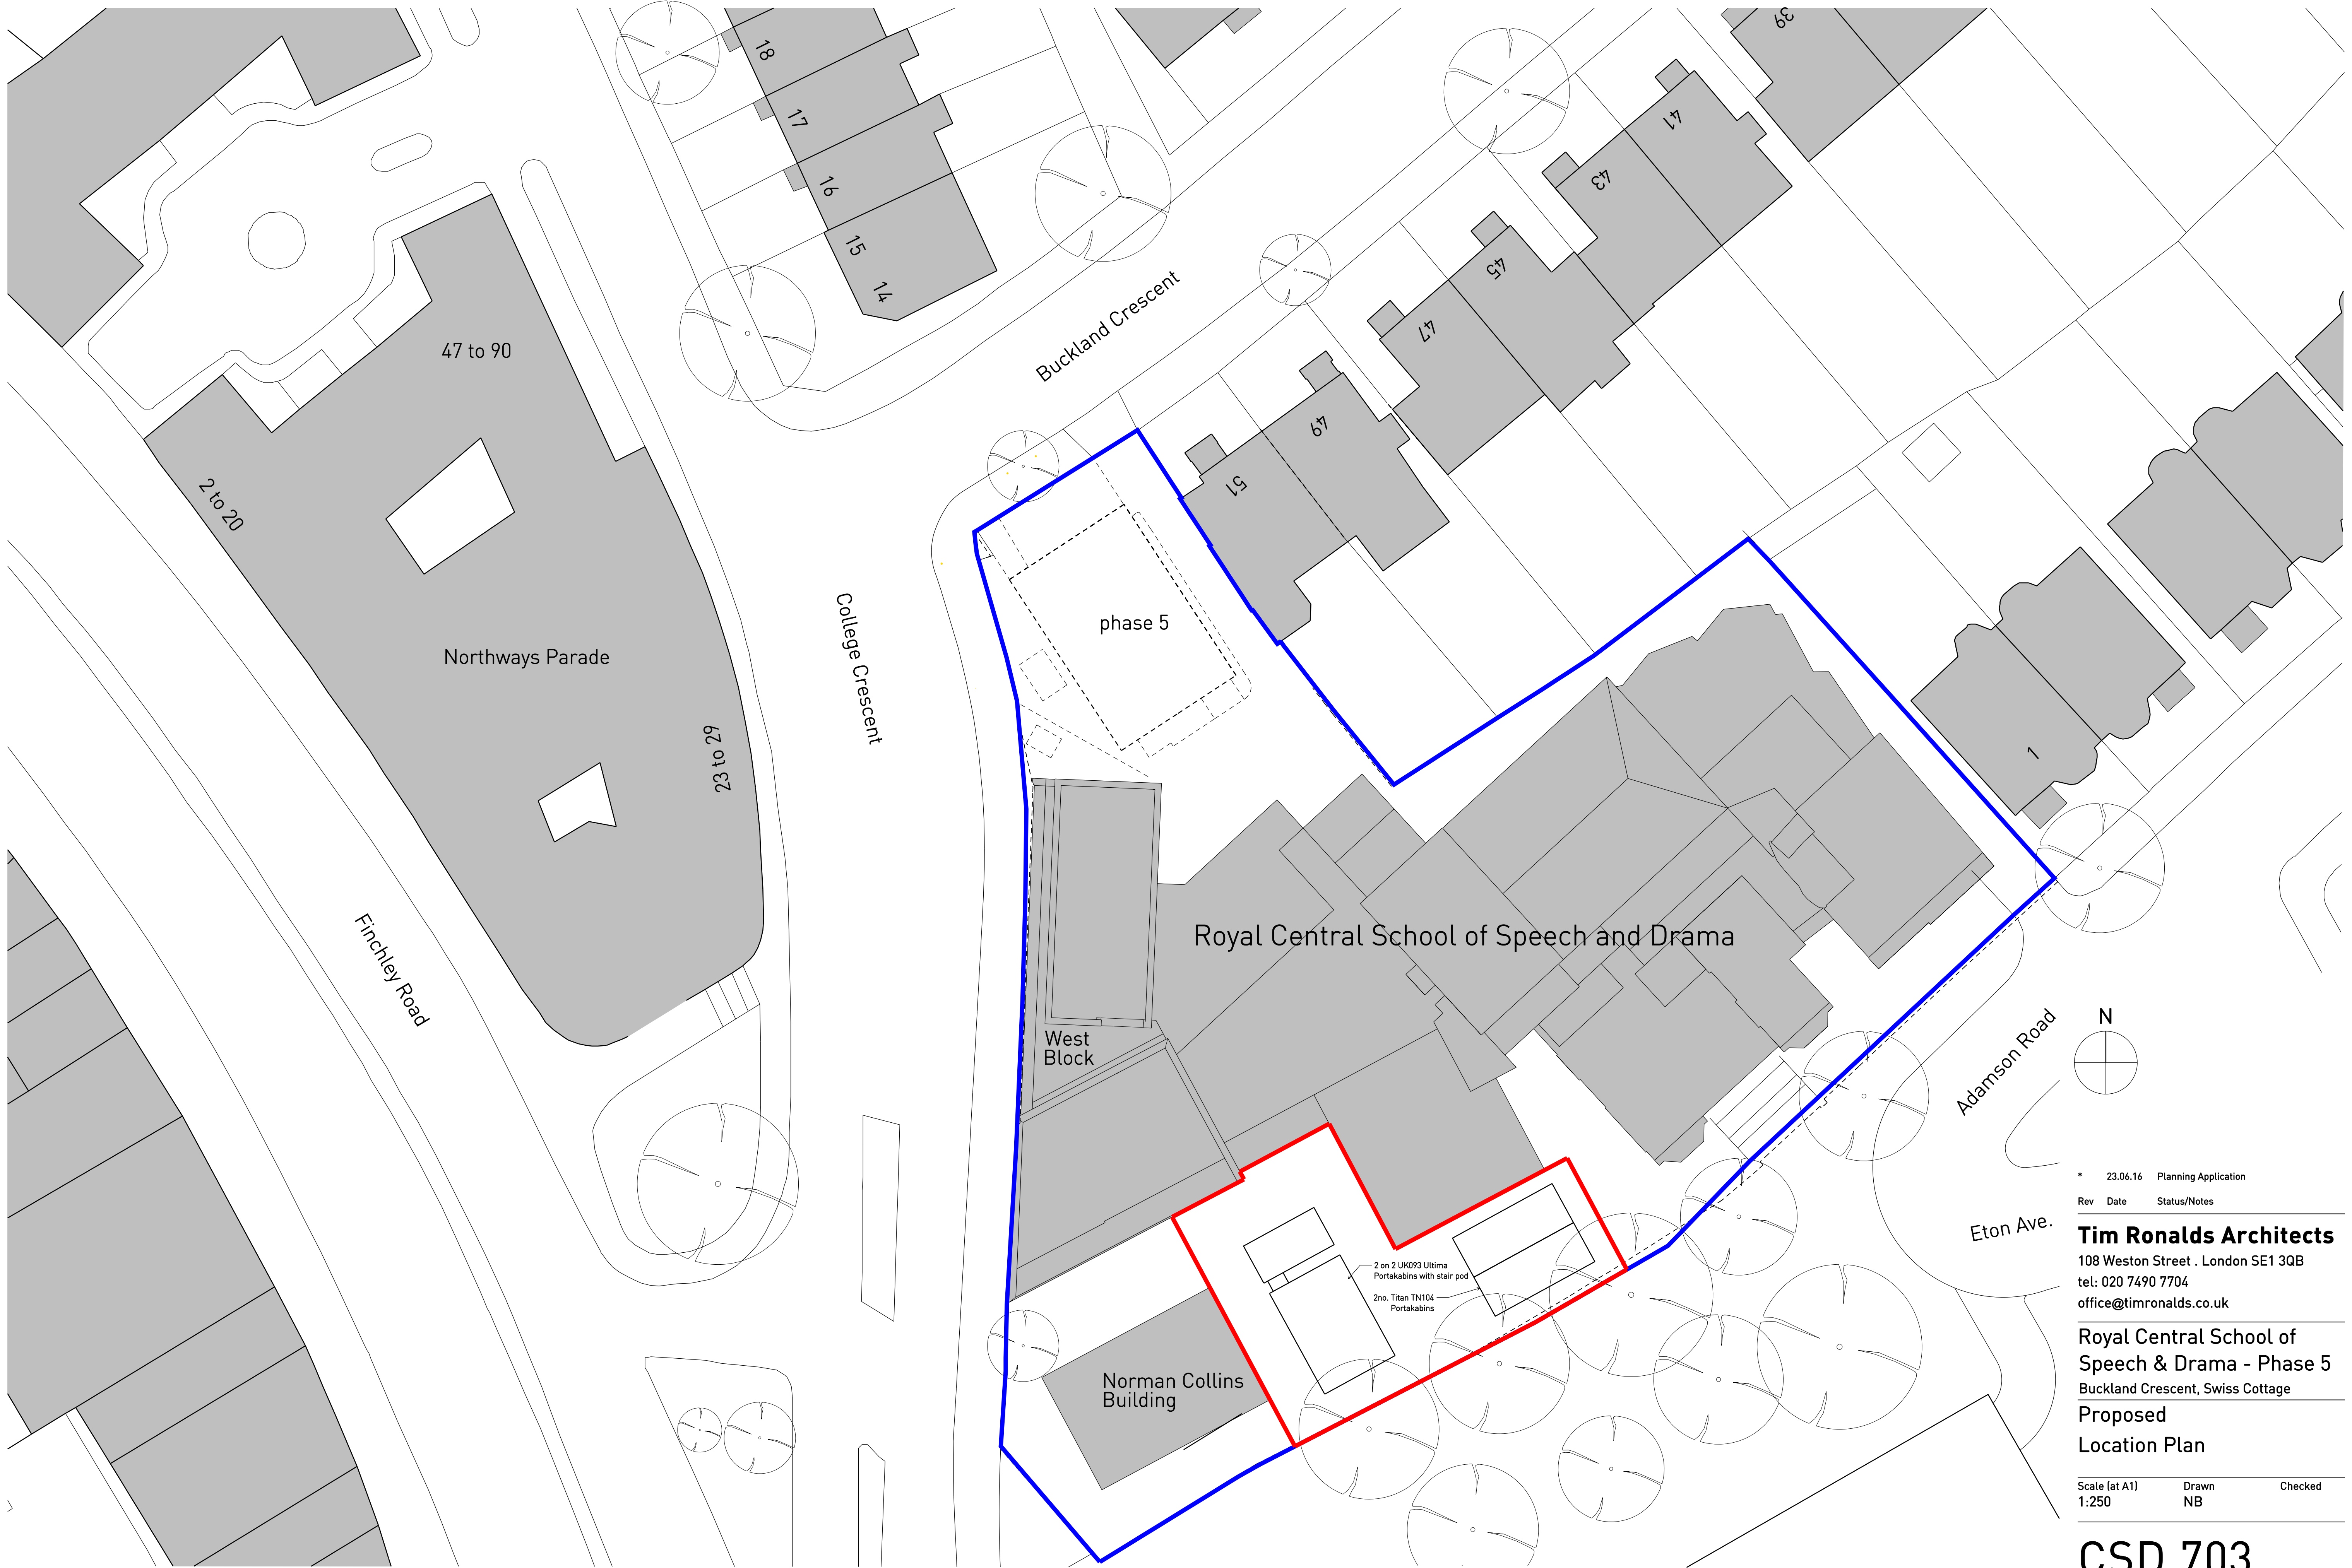 18
17
16
15
14
39
41
43
45
47
49
51
Buckland Crescent
47 to 90
2 to 20
Northways Parade
23 to 29
College Crescent
phase 5
1
Finchley Road
Royal Central School of Speech and Drama
West
Block
Adamson Road
N
Eton Ave.
2 on 2 UK093 Ultima
Portakabins with stair pod
2no. Titan TN104
Portakabins
Norman Collins
Building
* 23.06.16 Planning Application
Rev Date Status/Notes
Tim Ronalds Architects
108 Weston Street . London SE1 3QB
tel: 020 7490 7704
office@timronalds.co.uk
Royal Central School of
Speech & Drama - Phase 5
Buckland Crescent, Swiss Cottage
Proposed
Location Plan
Scale (at A1) Drawn Checked
1:250 NB
CSD 703